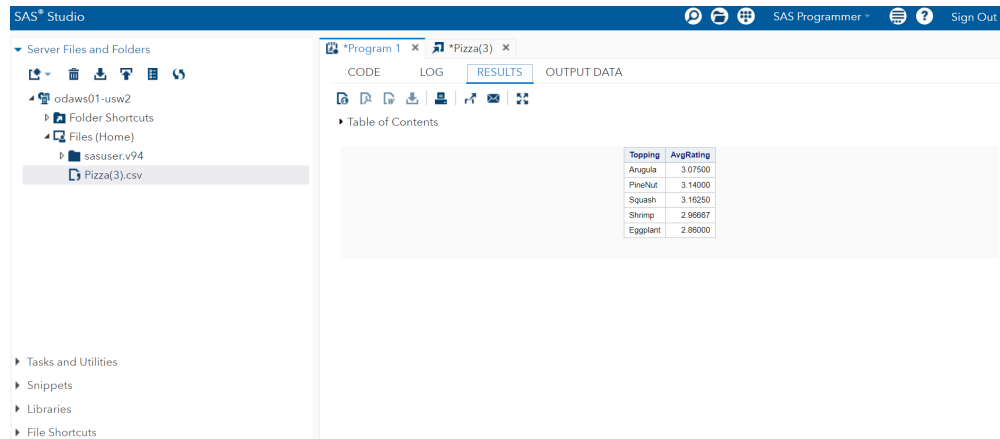 SAS® Studio
SAS Programmer
Sign Out
Server Files and Folders
odaws01-usw2
Folder Shortcuts
Files (Home)
sasuser.v94
Pizza(3).csv
Tasks and Utilities
Snippets
Libraries
File Shortcuts
*Program 1
*Pizza(3)
CODE LOG RESULTS OUTPUT DATA
Table of Contents
Topping AvgRating
Arugula 3.07500
PineNut 3.14000
Squash 3.16250
Shrimp 2.96667
Eggplant 2.86000